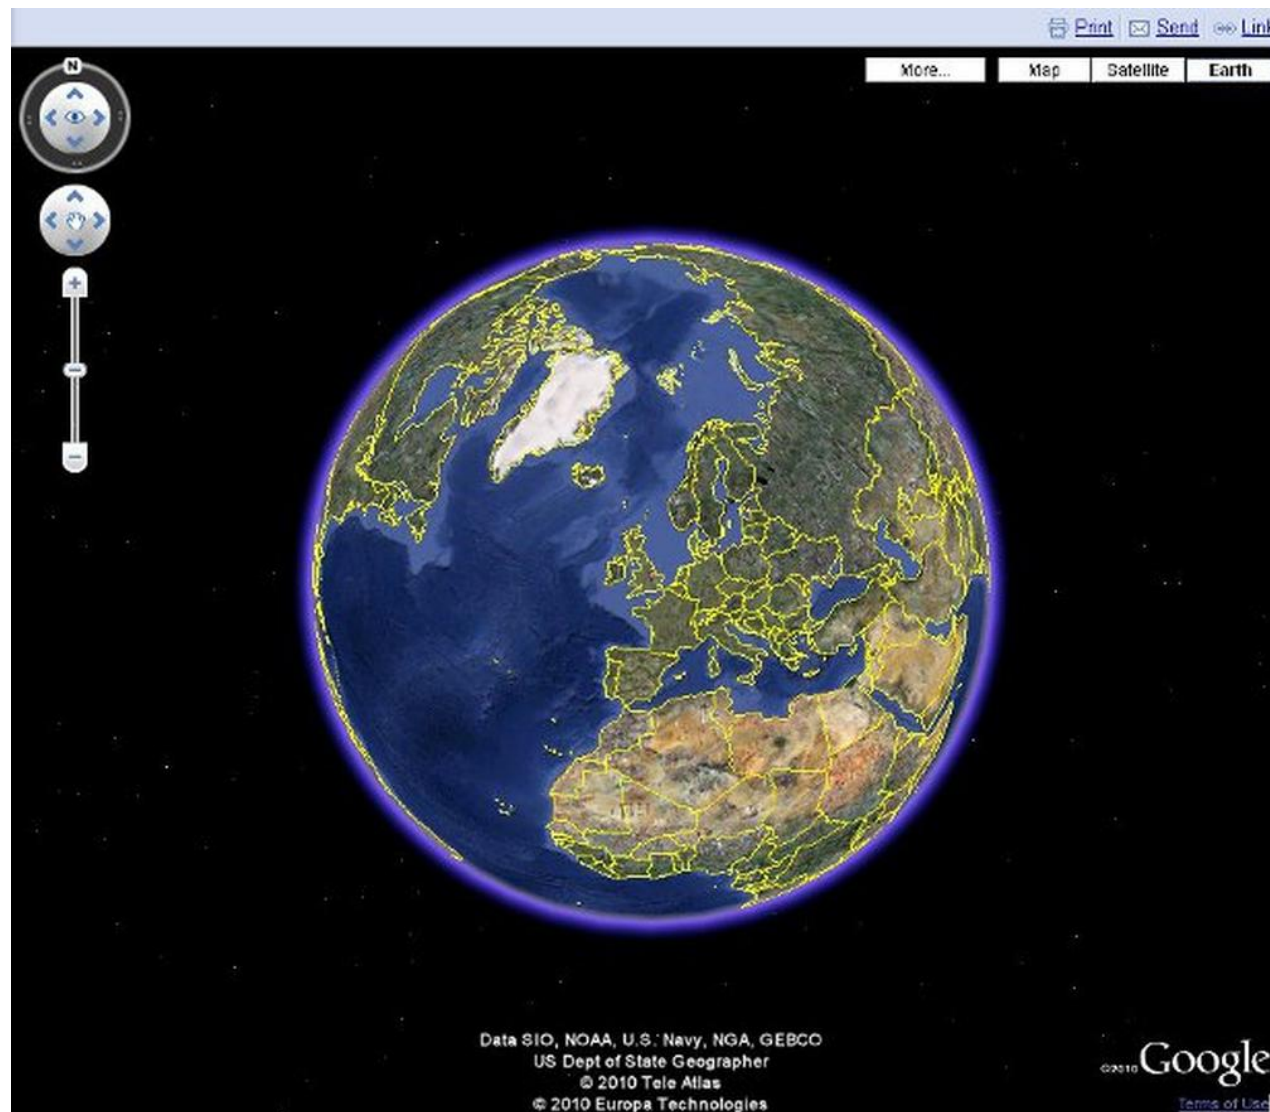 Print Send Link
N
More... Map Satellite Earth
Data SIO, NOAA, U.S. Navy, NGA, GEBCO
US Dept of State Geographer
© 2010 Tele Atlas
© 2010 Europa Technologies
©2010 Google
Terms of Use